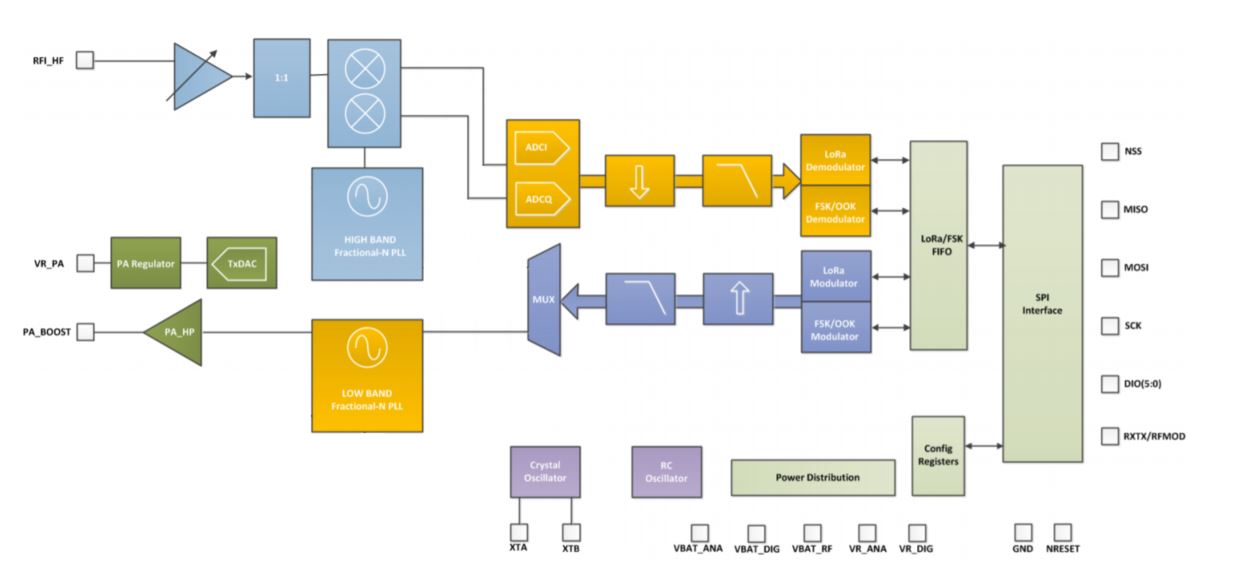 RFI_HF
1:1
ADCI
ADCQ
HIGH BAND
Fractional-N PLL
LoRa
Demodulator
FSK/OOK
Demodulator
LoRa/FSK
FIFO
SPI
Interface
NSS
MISO
MOSI
SCK
DIO(5:0)
RXTX/RFMOD
VR_PA
PA Regulator
TxDAC
MUX
LoRa
Modulator
FSK/OOK
Modulator
PA_BOOST
PA_HP
LOW BAND
Fractional-N PLL
Crystal
Oscillator
RC
Oscillator
Power Distribution
Config
Registers
XTA
XTB
VBAT_ANA
VBAT_DIG
VBAT_RF
VR_ANA
VR_DIG
GND
NRESET